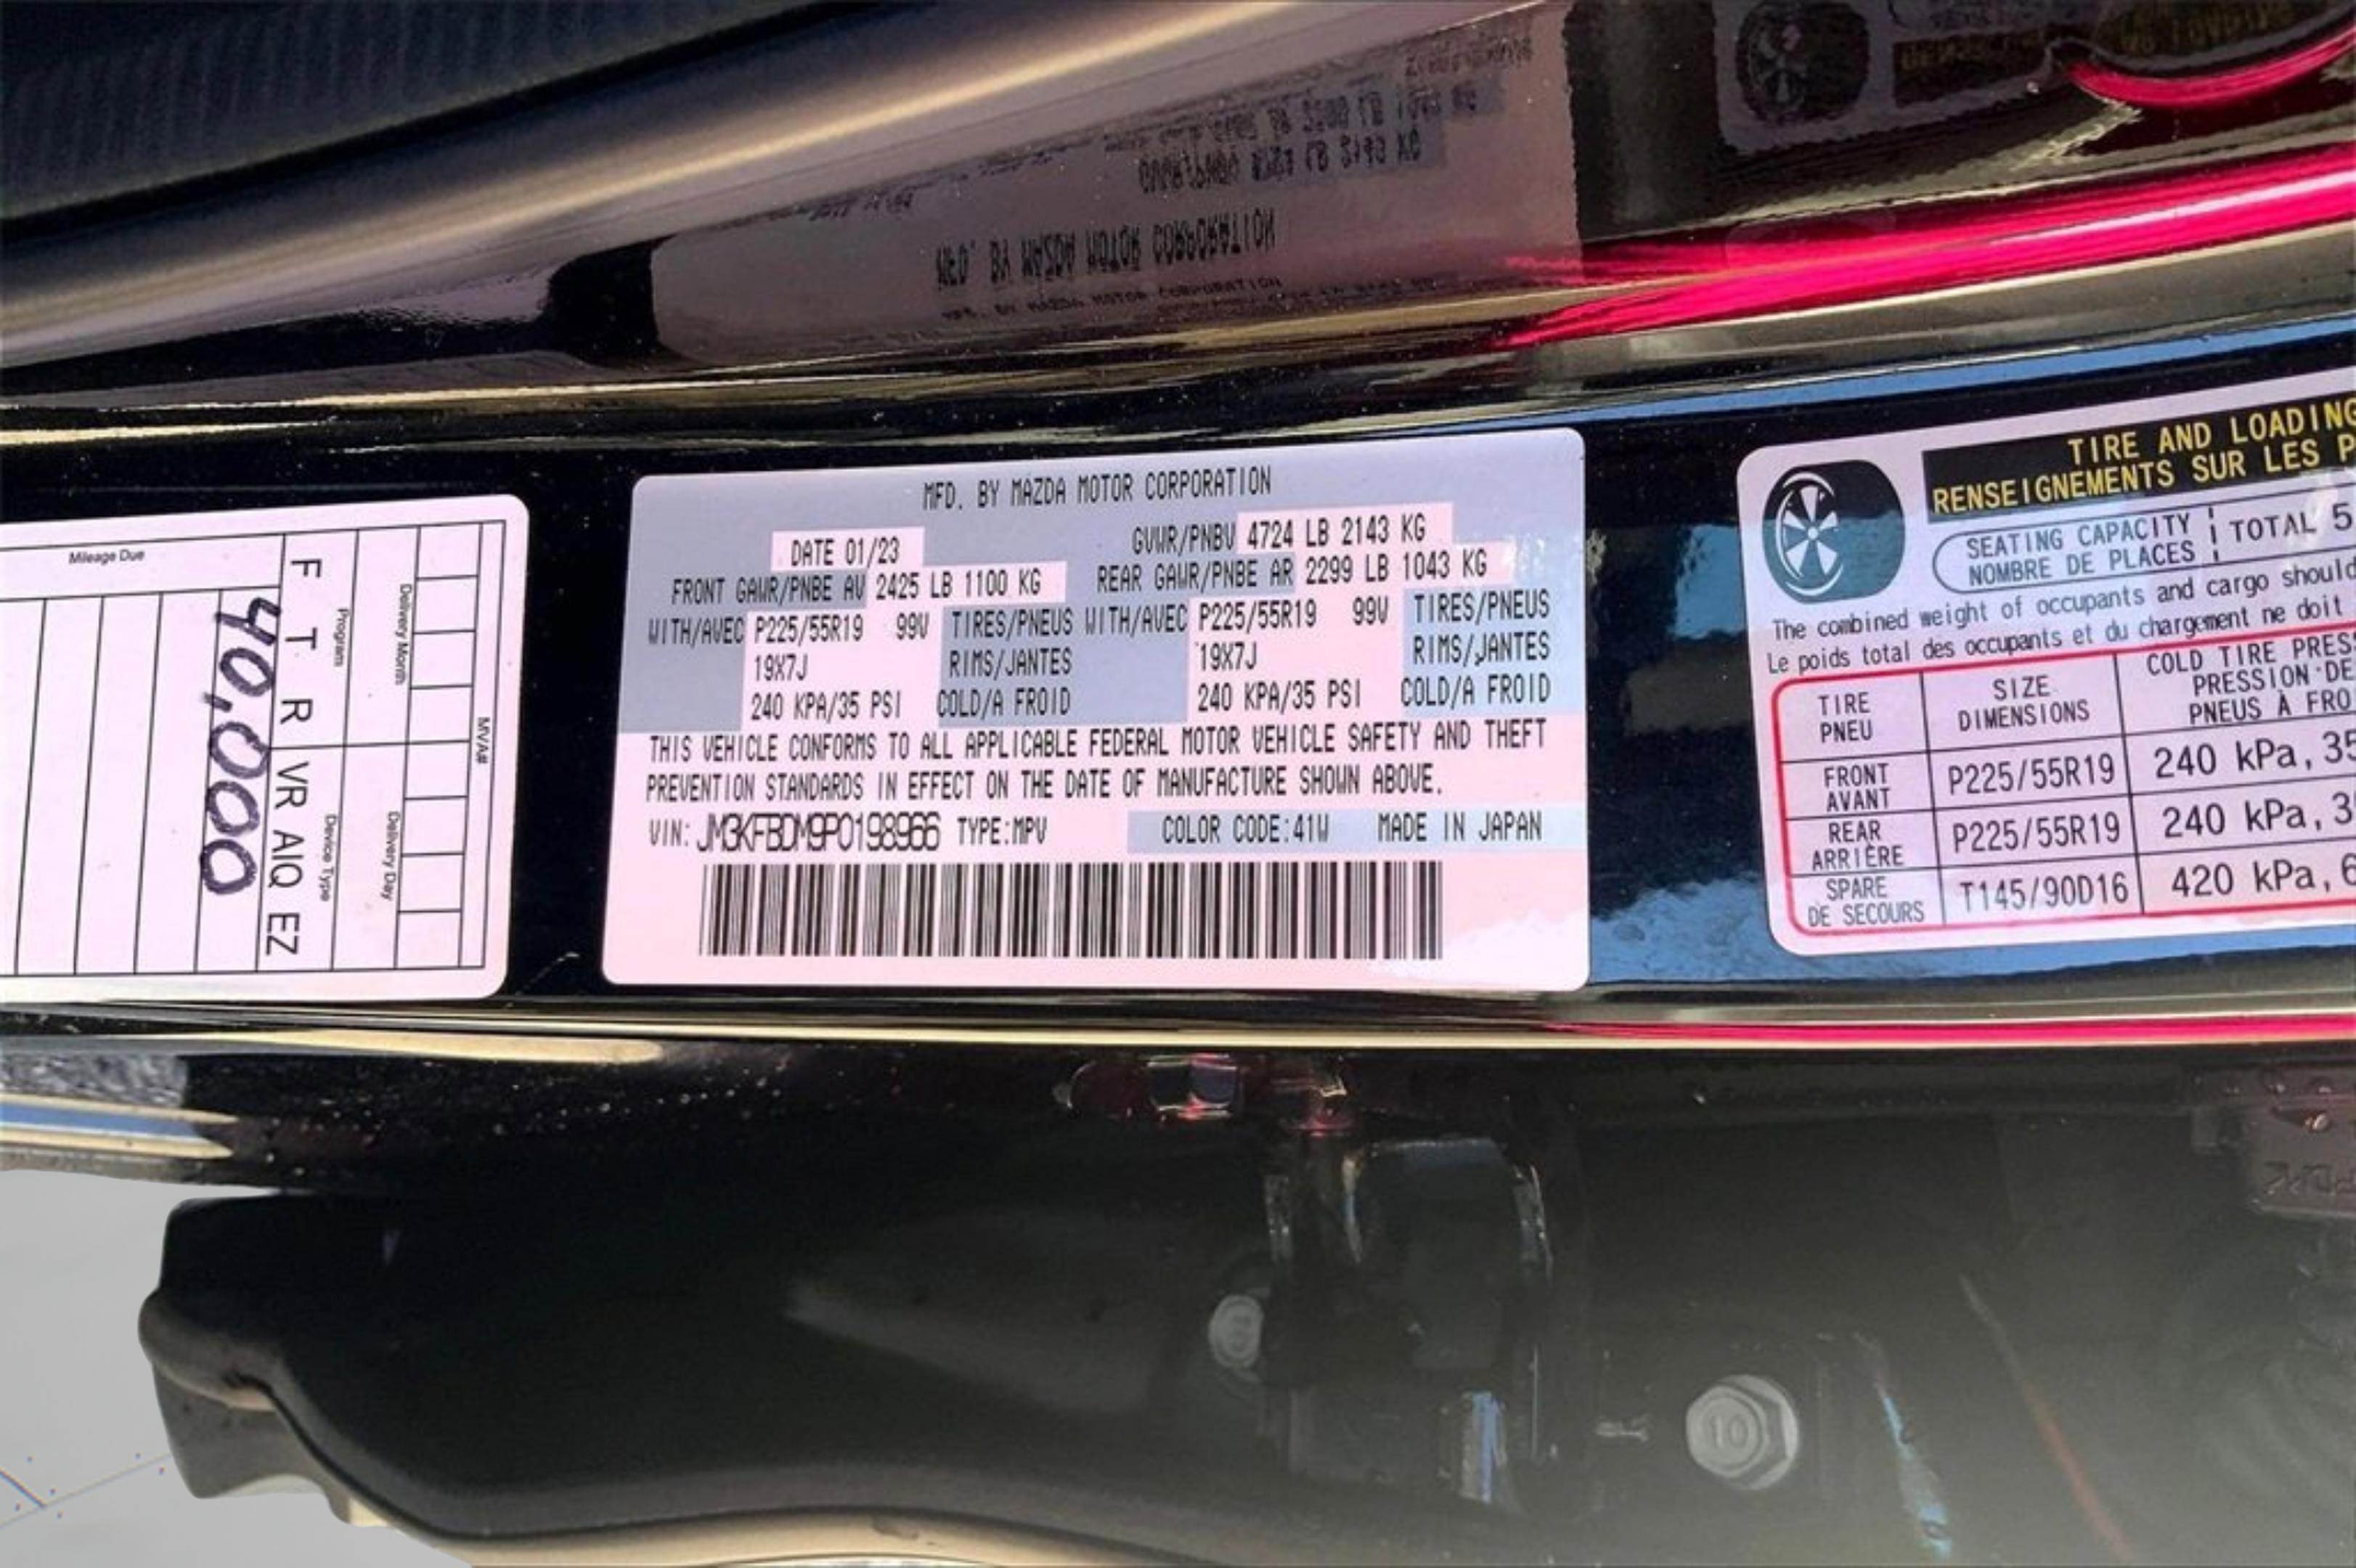 MFD. BY MAZDA MOTOR CORPORATION
DATE 01/23
GVWR/PNBV 4724 LB 2143 KG
FRONT GAWR/PNBE AV 2425 LB 1100 KG
REAR GAWR/PNBE AR 2299 LB 1043 KG
WITH/AVEC P225/55R19 99V TIRES/PNEUS WITH/AVEC P225/55R19 99V TIRES/PNEUS
19X7J RIMS/JANTES 19X7J RIMS/JANTES
240 KPA/35 PSI COLD/A FROID 240 KPA/35 PSI COLD/A FROID
THIS VEHICLE CONFORMS TO ALL APPLICABLE FEDERAL MOTOR VEHICLE SAFETY AND THEFT
PREVENTION STANDARDS IN EFFECT ON THE DATE OF MANUFACTURE SHOWN ABOVE.
VIN: JM3KFBDM9P0198966 TYPE:MPV COLOR CODE:41W MADE IN JAPAN
MVA#
Delivery Month
Delivery Day
Program
Device Type
F T R VR AIQ EZ
Mileage Due
40,000
TIRE AND LOADING
RENSEIGNEMENTS SUR LES P
SEATING CAPACITY
NOMBRE DE PLACES
TOTAL 5
The combined weight of occupants and cargo should
Le poids total des occupants et du chargement ne doit
TIRE
PNEU
SIZE
DIMENSIONS
COLD TIRE PRESS
PRESSION DE
PNEUS À FRO
FRONT
AVANT
P225/55R19
240 kPa, 35
REAR
ARRIÈRE
P225/55R19
240 kPa, 3
SPARE
DE SECOURS
T145/90D16
420 kPa, 6
10